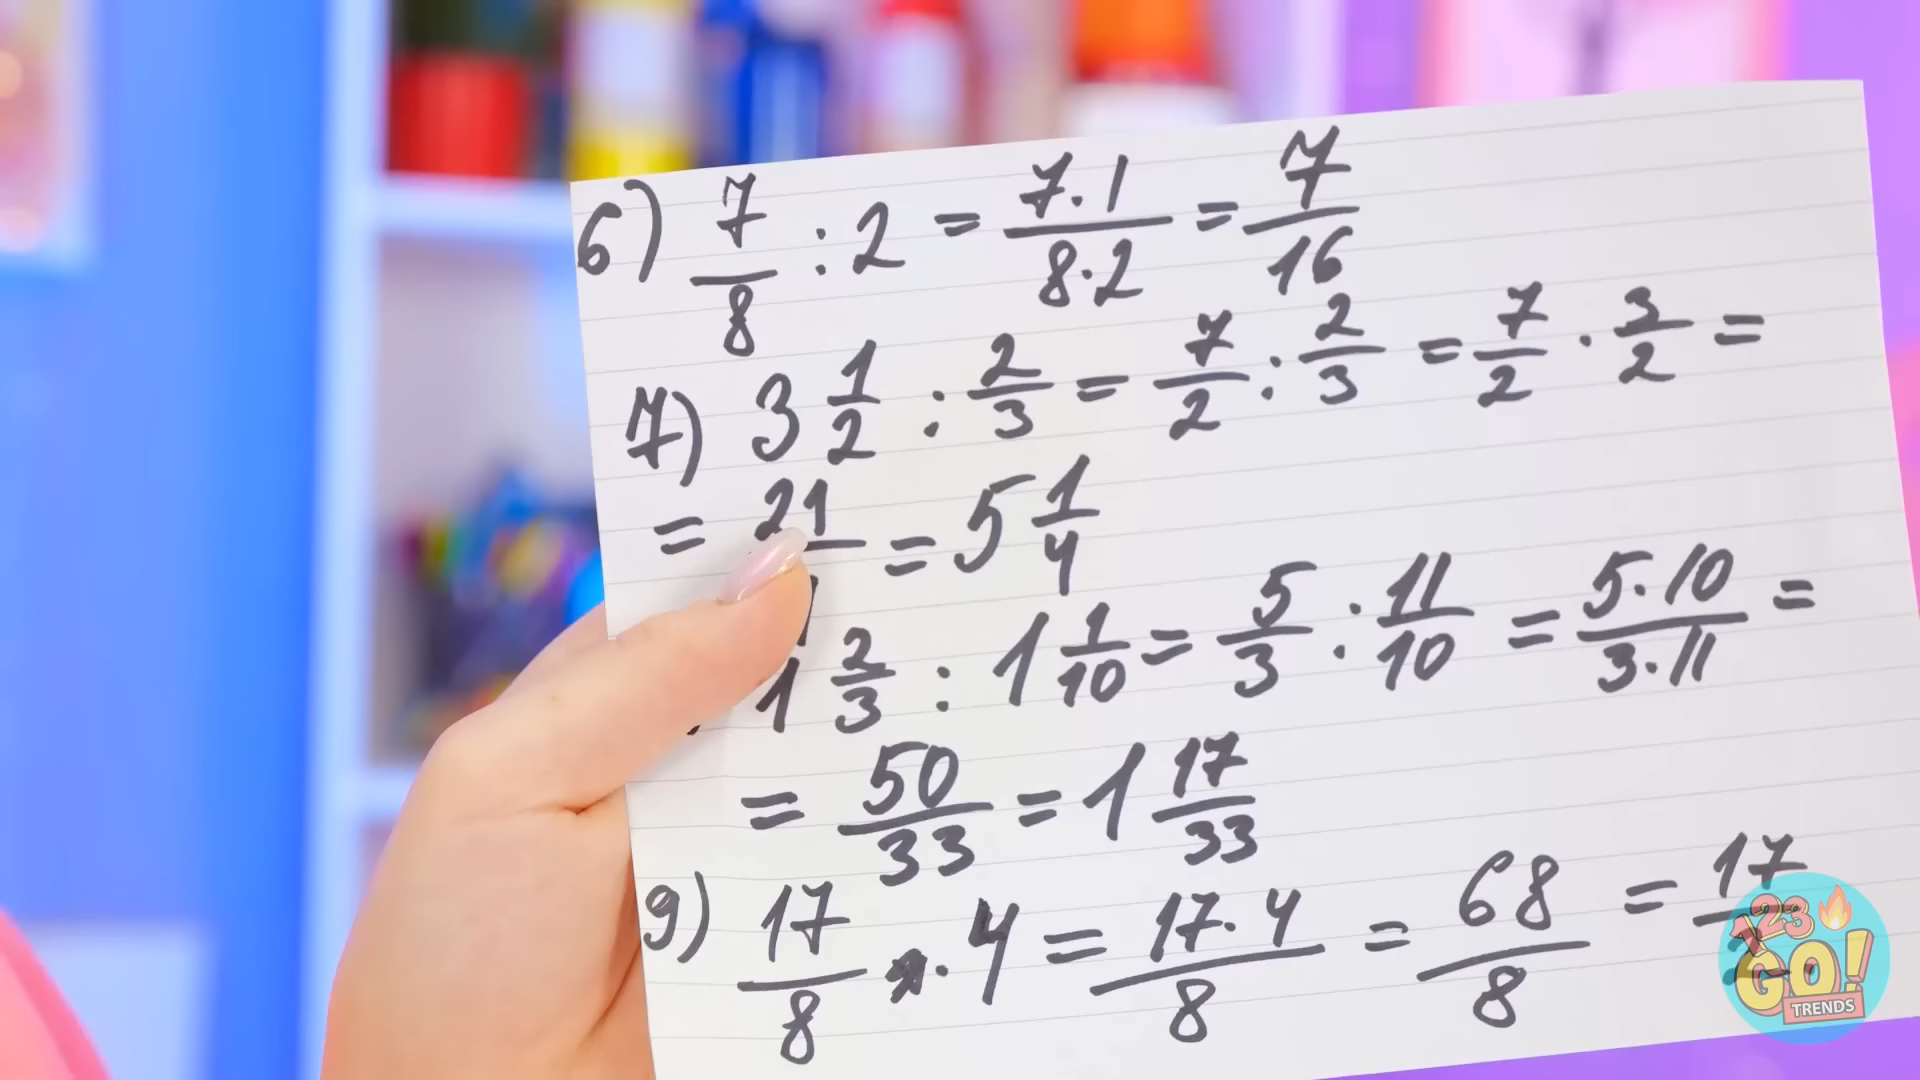 6) 7/8 : 2 = 7·1/8·2 = 7/16
7) 3 1/2 : 2/3 = 7/2 : 2/3 = 7/2 · 3/2 =
= 21/ = 5 1/4
1 2/3 : 1 1/10 = 5/3 : 11/10 = 5·10/3·11 =
= 50/33 = 1 17/33
9) 17/8 · 4 = 17·4/8 = 68/8 = 17/
123
GO!
TRENDS